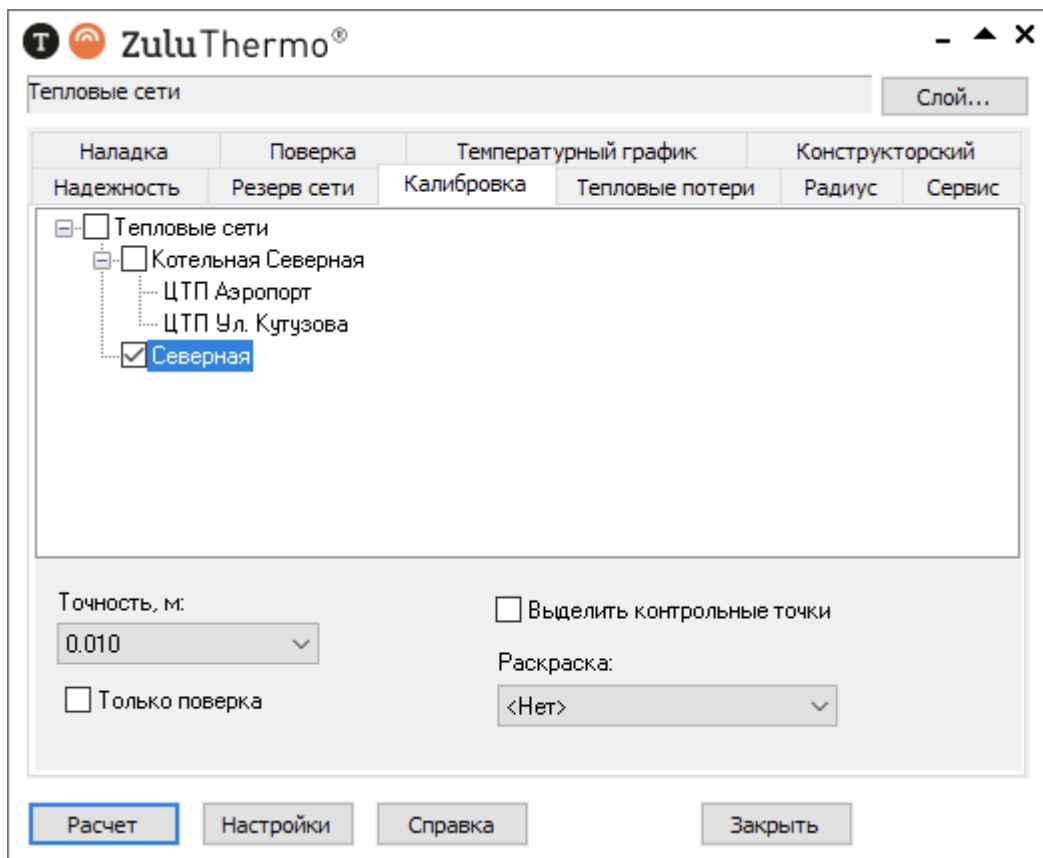 T ZuluThermo®
Тепловые сети
Слой...
Наладка Поверка Температурный график Конструкторский
Надежность Резерв сети Калибровка Тепловые потери Радиус Сервис
Тепловые сети
Котельная Северная
ЦТП Аэропорт
ЦТП Ул. Кутузова
Северная
Точность, м:
0.010
Только поверка
Выделить контрольные точки
Раскраска:
<Нет>
Расчет Настройки Справка Закрыть